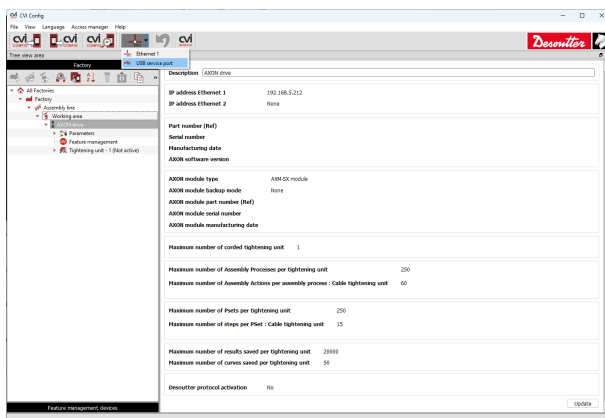 CVI Config
File View Language Access manager Help
CVI CONFIG CVI CONFIG CVI CONFIG CVI
Ethernet 1
USB service port
Desoutter
Tree view area
Factory
All Factories
Factory
Assembly line
Working area
AXON drive
Parameters
Feature management
Tightening unit - 1 (Not active)
Feature management devices
Description AXON drive
IP address Ethernet 1 192.168.5.212
IP address Ethernet 2 None
Part number (Ref)
Serial number
Manufacturing date
AXON software version
AXON module type AXM-SX module
AXON module backup mode None
AXON module part number (Ref)
AXON module serial number
AXON module manufacturing date
Maximum number of corded tightening unit 1
Maximum number of Assembly Processes per tightening unit 250
Maximum number of Assembly Actions per assembly process : Cable tightening unit 60
Maximum number of Psets per tightening unit 250
Maximum number of steps per PSet : Cable tightening unit 15
Maximum number of results saved per tightening unit 20000
Maximum number of curves saved per tightening unit 50
Desoutter protocol activation No
Update